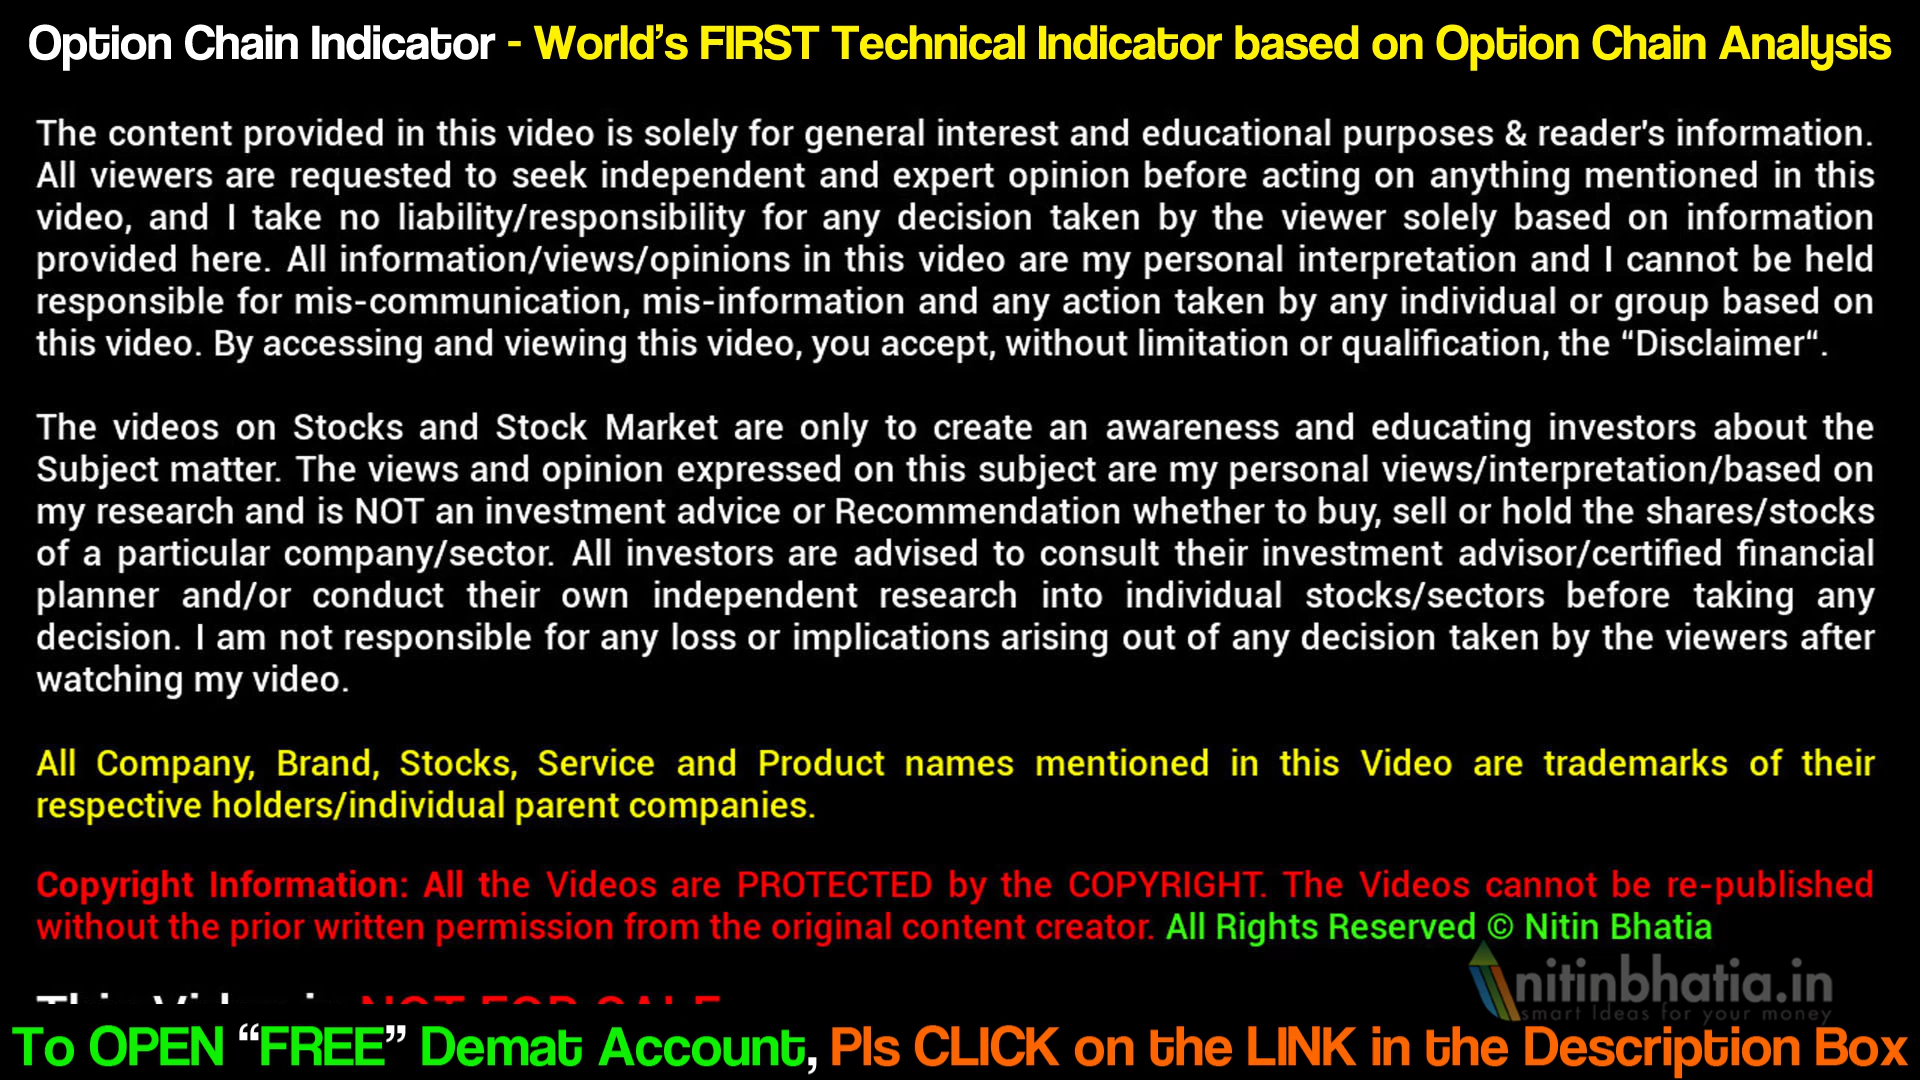 Option Chain Indicator - World's FIRST Technical Indicator based on Option Chain Analysis
The content provided in this video is solely for general interest and educational purposes & reader's information.
All viewers are requested to seek independent and expert opinion before acting on anything mentioned in this
video, and I take no liability/responsibility for any decision taken by the viewer solely based on information
provided here. All information/views/opinions in this video are my personal interpretation and I cannot be held
responsible for mis-communication, mis-information and any action taken by any individual or group based on
this video. By accessing and viewing this video, you accept, without limitation or qualification, the “Disclaimer“.
The videos on Stocks and Stock Market are only to create an awareness and educating investors about the
Subject matter. The views and opinion expressed on this subject are my personal views/interpretation/based on
my research and is NOT an investment advice or Recommendation whether to buy, sell or hold the shares/stocks
of a particular company/sector. All investors are advised to consult their investment advisor/certified financial
planner and/or conduct their own independent research into individual stocks/sectors before taking any
decision. I am not responsible for any loss or implications arising out of any decision taken by the viewers after
watching my video.
All Company, Brand, Stocks, Service and Product names mentioned in this Video are trademarks of their
respective holders/individual parent companies.
Copyright Information: All the Videos are PROTECTED by the COPYRIGHT. The Videos cannot be re-published
without the prior written permission from the original content creator. All Rights Reserved © Nitin Bhatia
This Video is NOT FOR SALE
nitinbhatia.in
smart Ideas for your money
To OPEN “FREE” Demat Account, Pls CLICK on the LINK in the Description Box